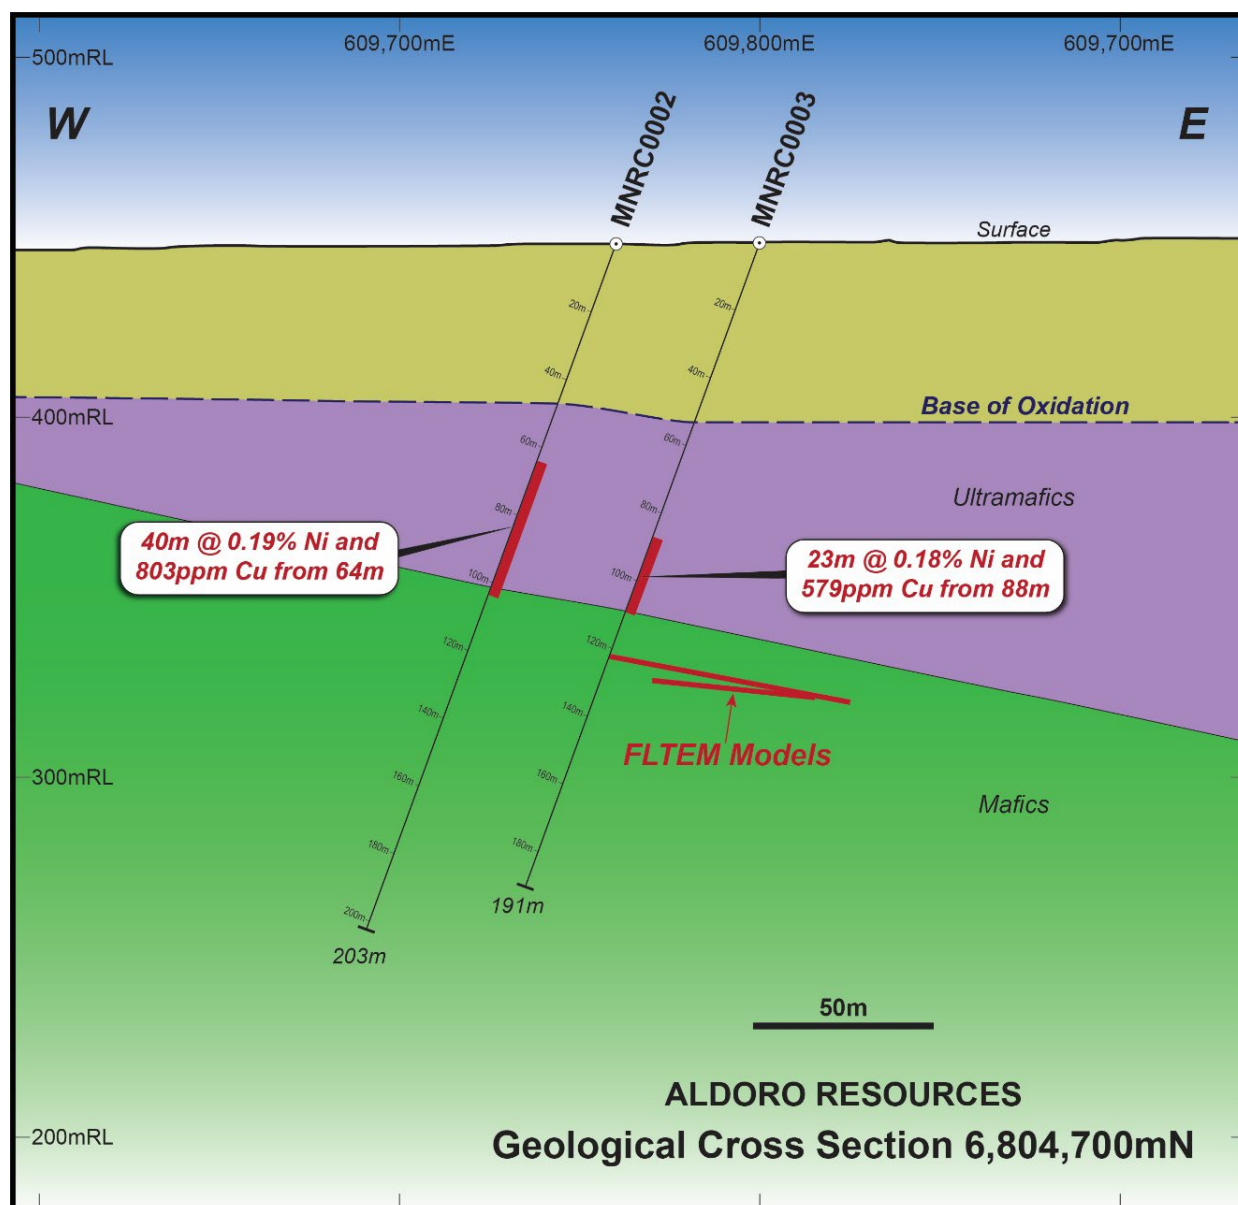 609,700mE
609,800mE
609,700mE
500mRL
W
E
MNRC0002
MNRC0003
Surface
20m
20m
40m
40m
400mRL
Base of Oxidation
60m
60m
Ultramafics
80m
80m
40m @ 0.19% Ni and
803ppm Cu from 64m
23m @ 0.18% Ni and
579ppm Cu from 88m
100m
100m
120m
120m
140m
140m
FLTEM Models
300mRL
160m
160m
Mafics
180m
180m
191m
200m
203m
50m
ALDORO RESOURCES
200mRL
Geological Cross Section 6,804,700mN